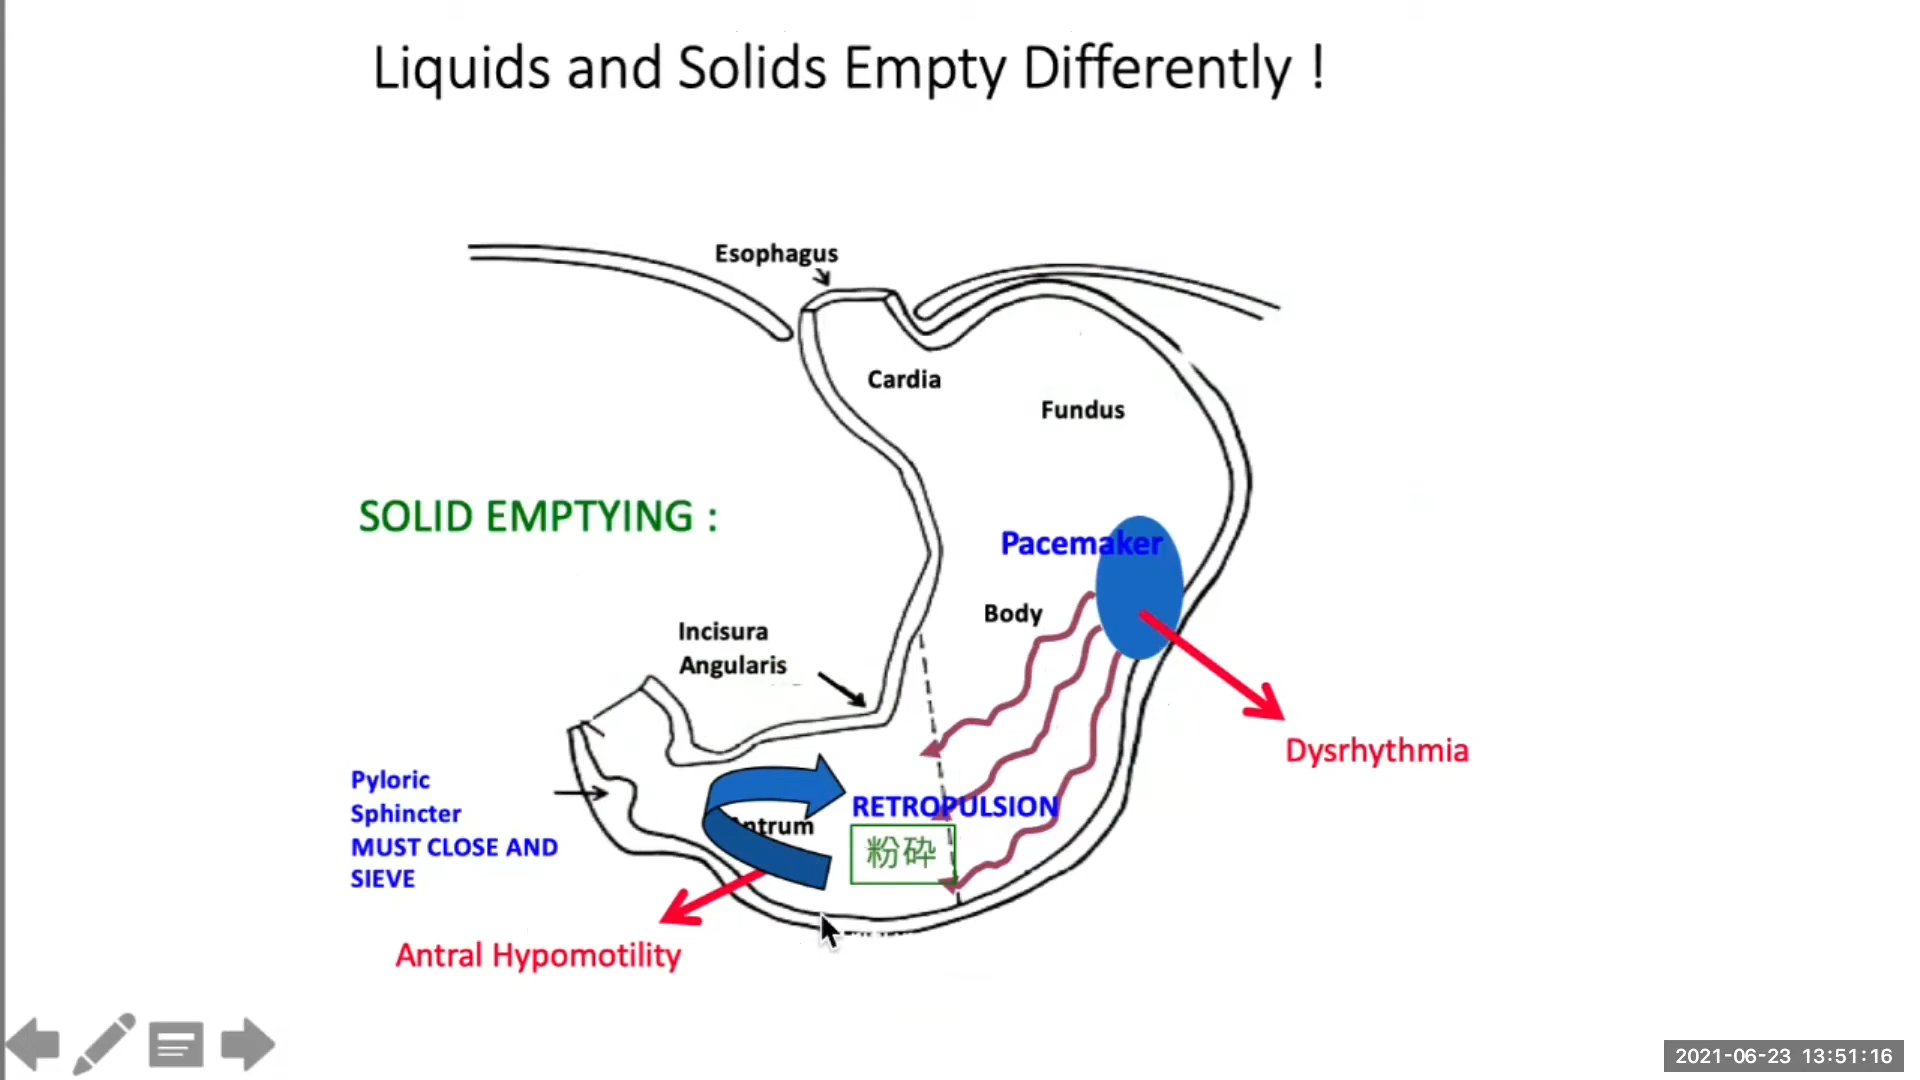 Liquids and Solids Empty Differently !
Esophagus
Cardia
Fundus
SOLID EMPTYING :
Pacemaker
Body
Incisura
Angularis
Dysrhythmia
Pyloric
Sphincter
MUST CLOSE AND
SIEVE
RETROPULSION
Antrum
粉碎
Antral Hypomotility
2021-06-23 13:51:16